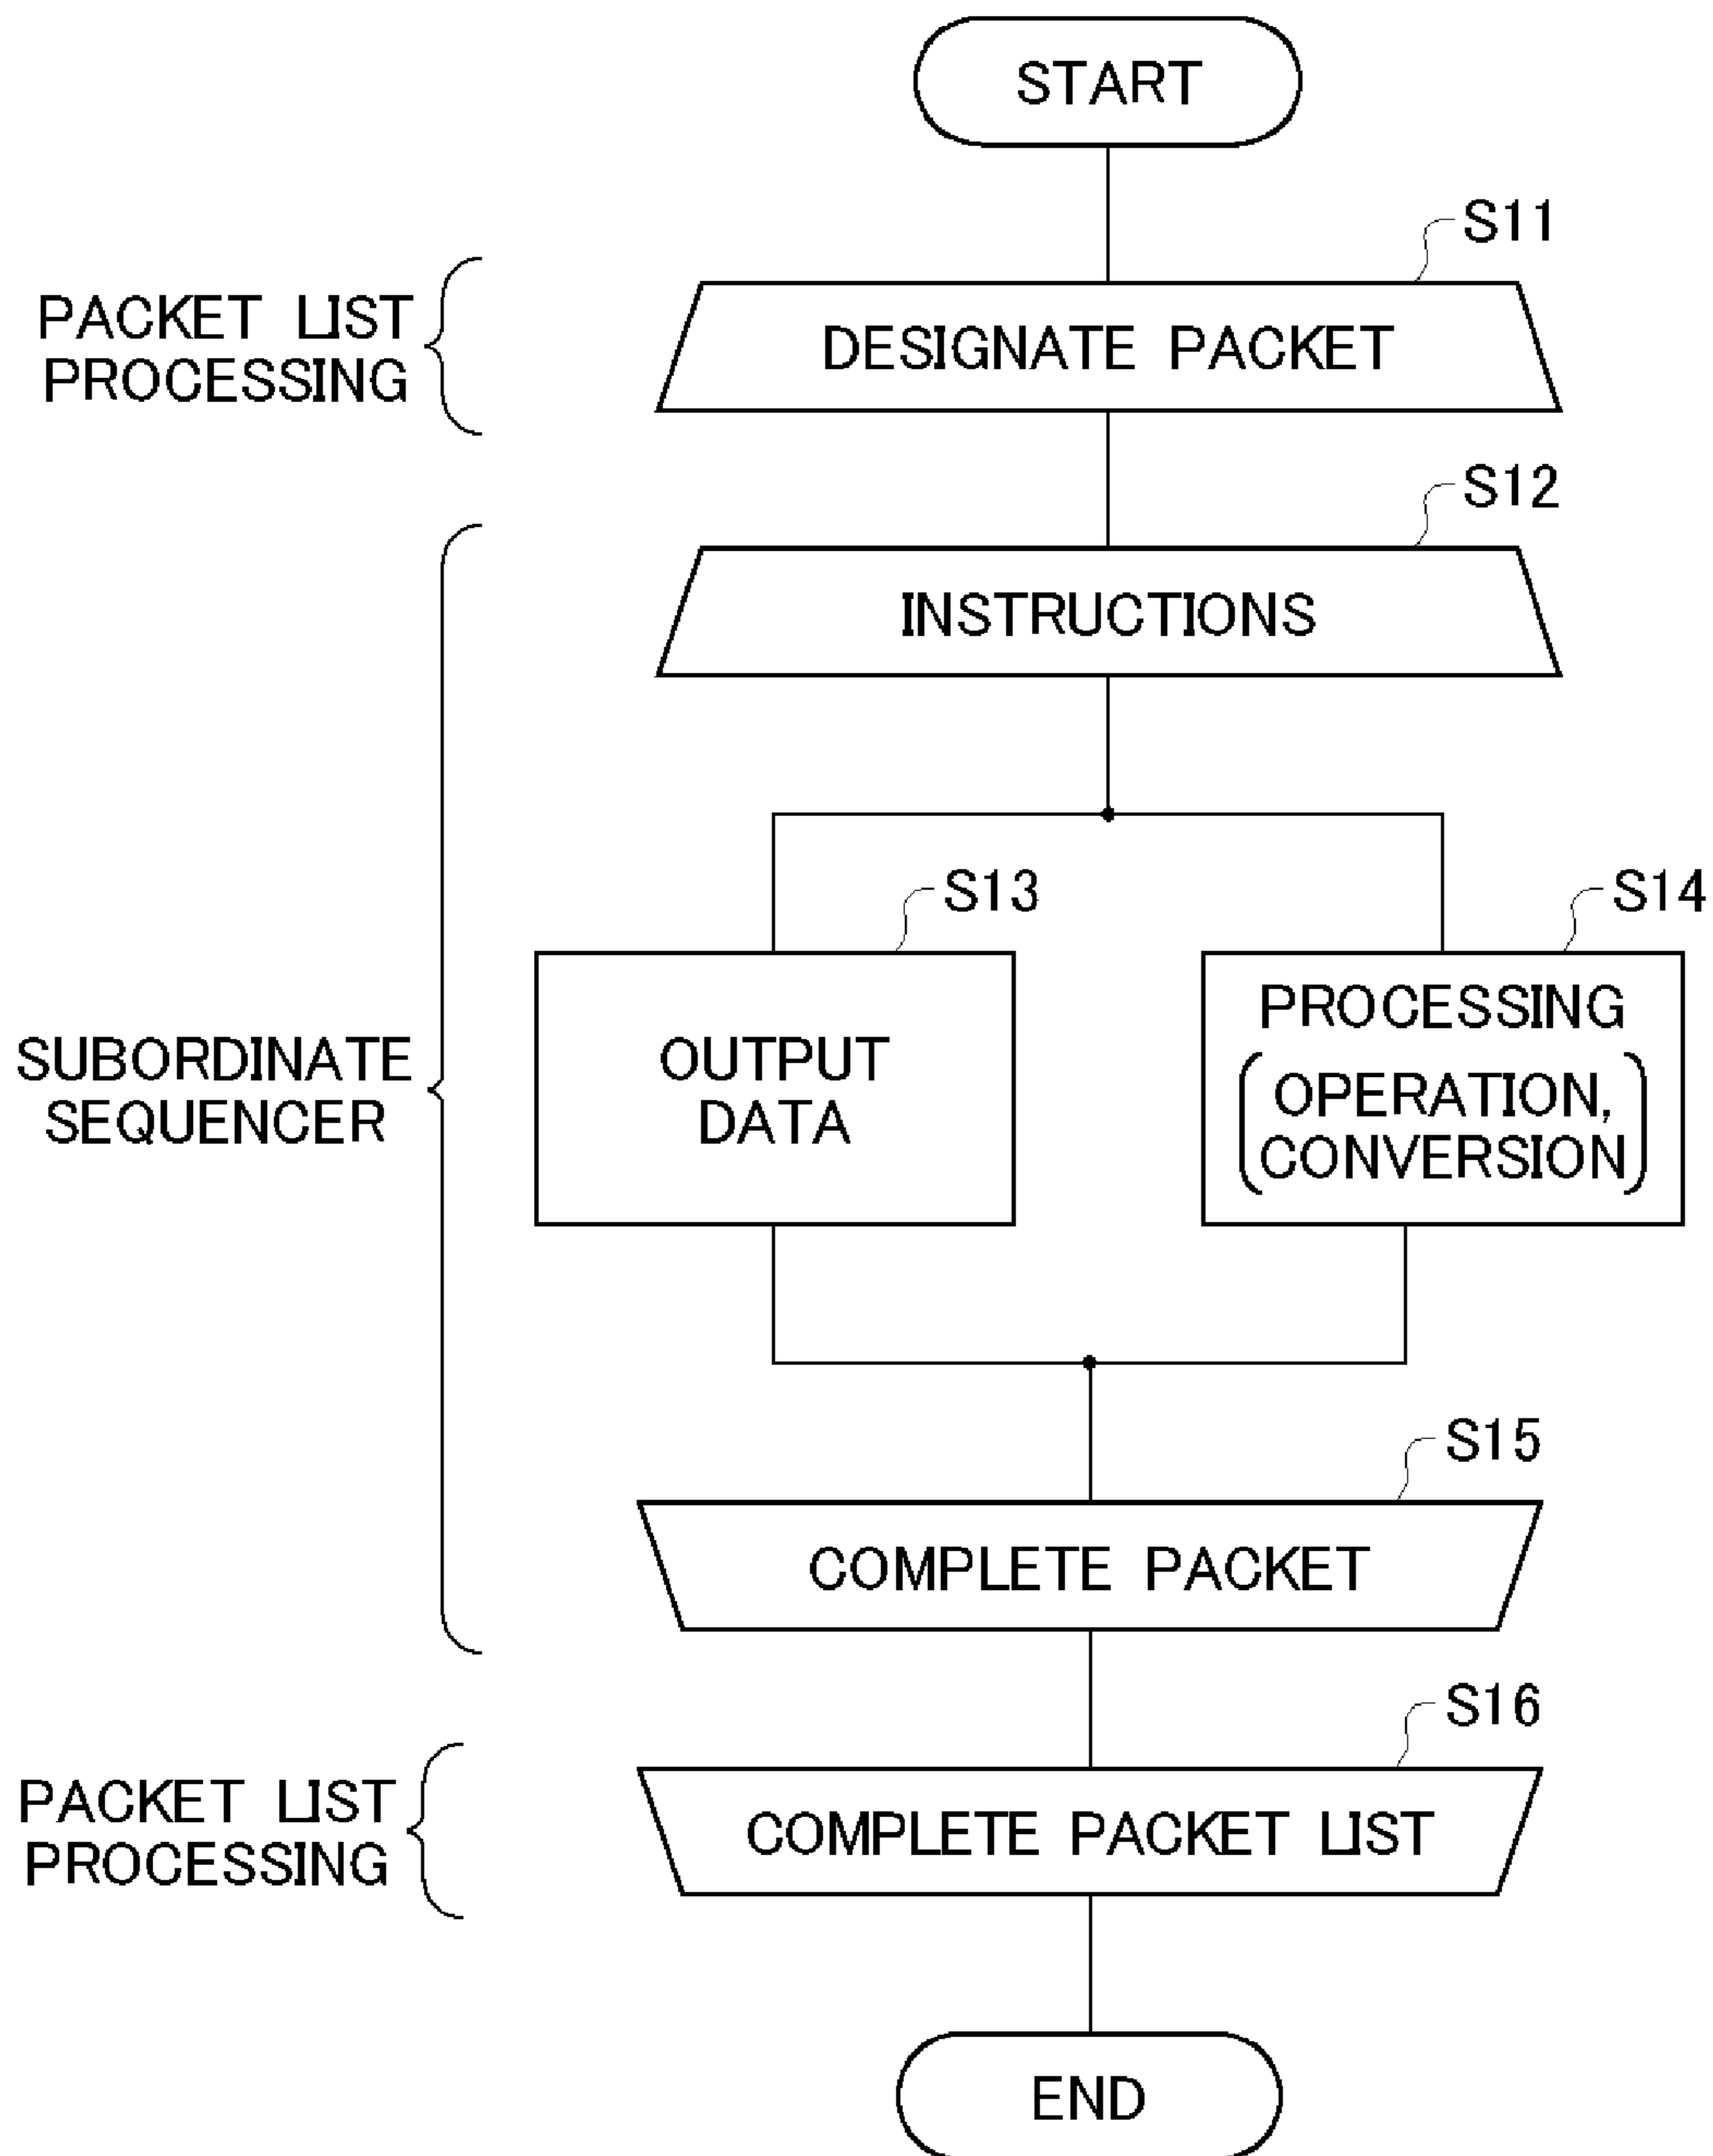 START
S11
PACKET LIST
PROCESSING
DESIGNATE PACKET
S12
INSTRUCTIONS
S13
S14
SUBORDINATE
SEQUENCER
OUTPUT
DATA
PROCESSING
(OPERATION,
CONVERSION)
S15
COMPLETE PACKET
S16
PACKET LIST
PROCESSING
COMPLETE PACKET LIST
END